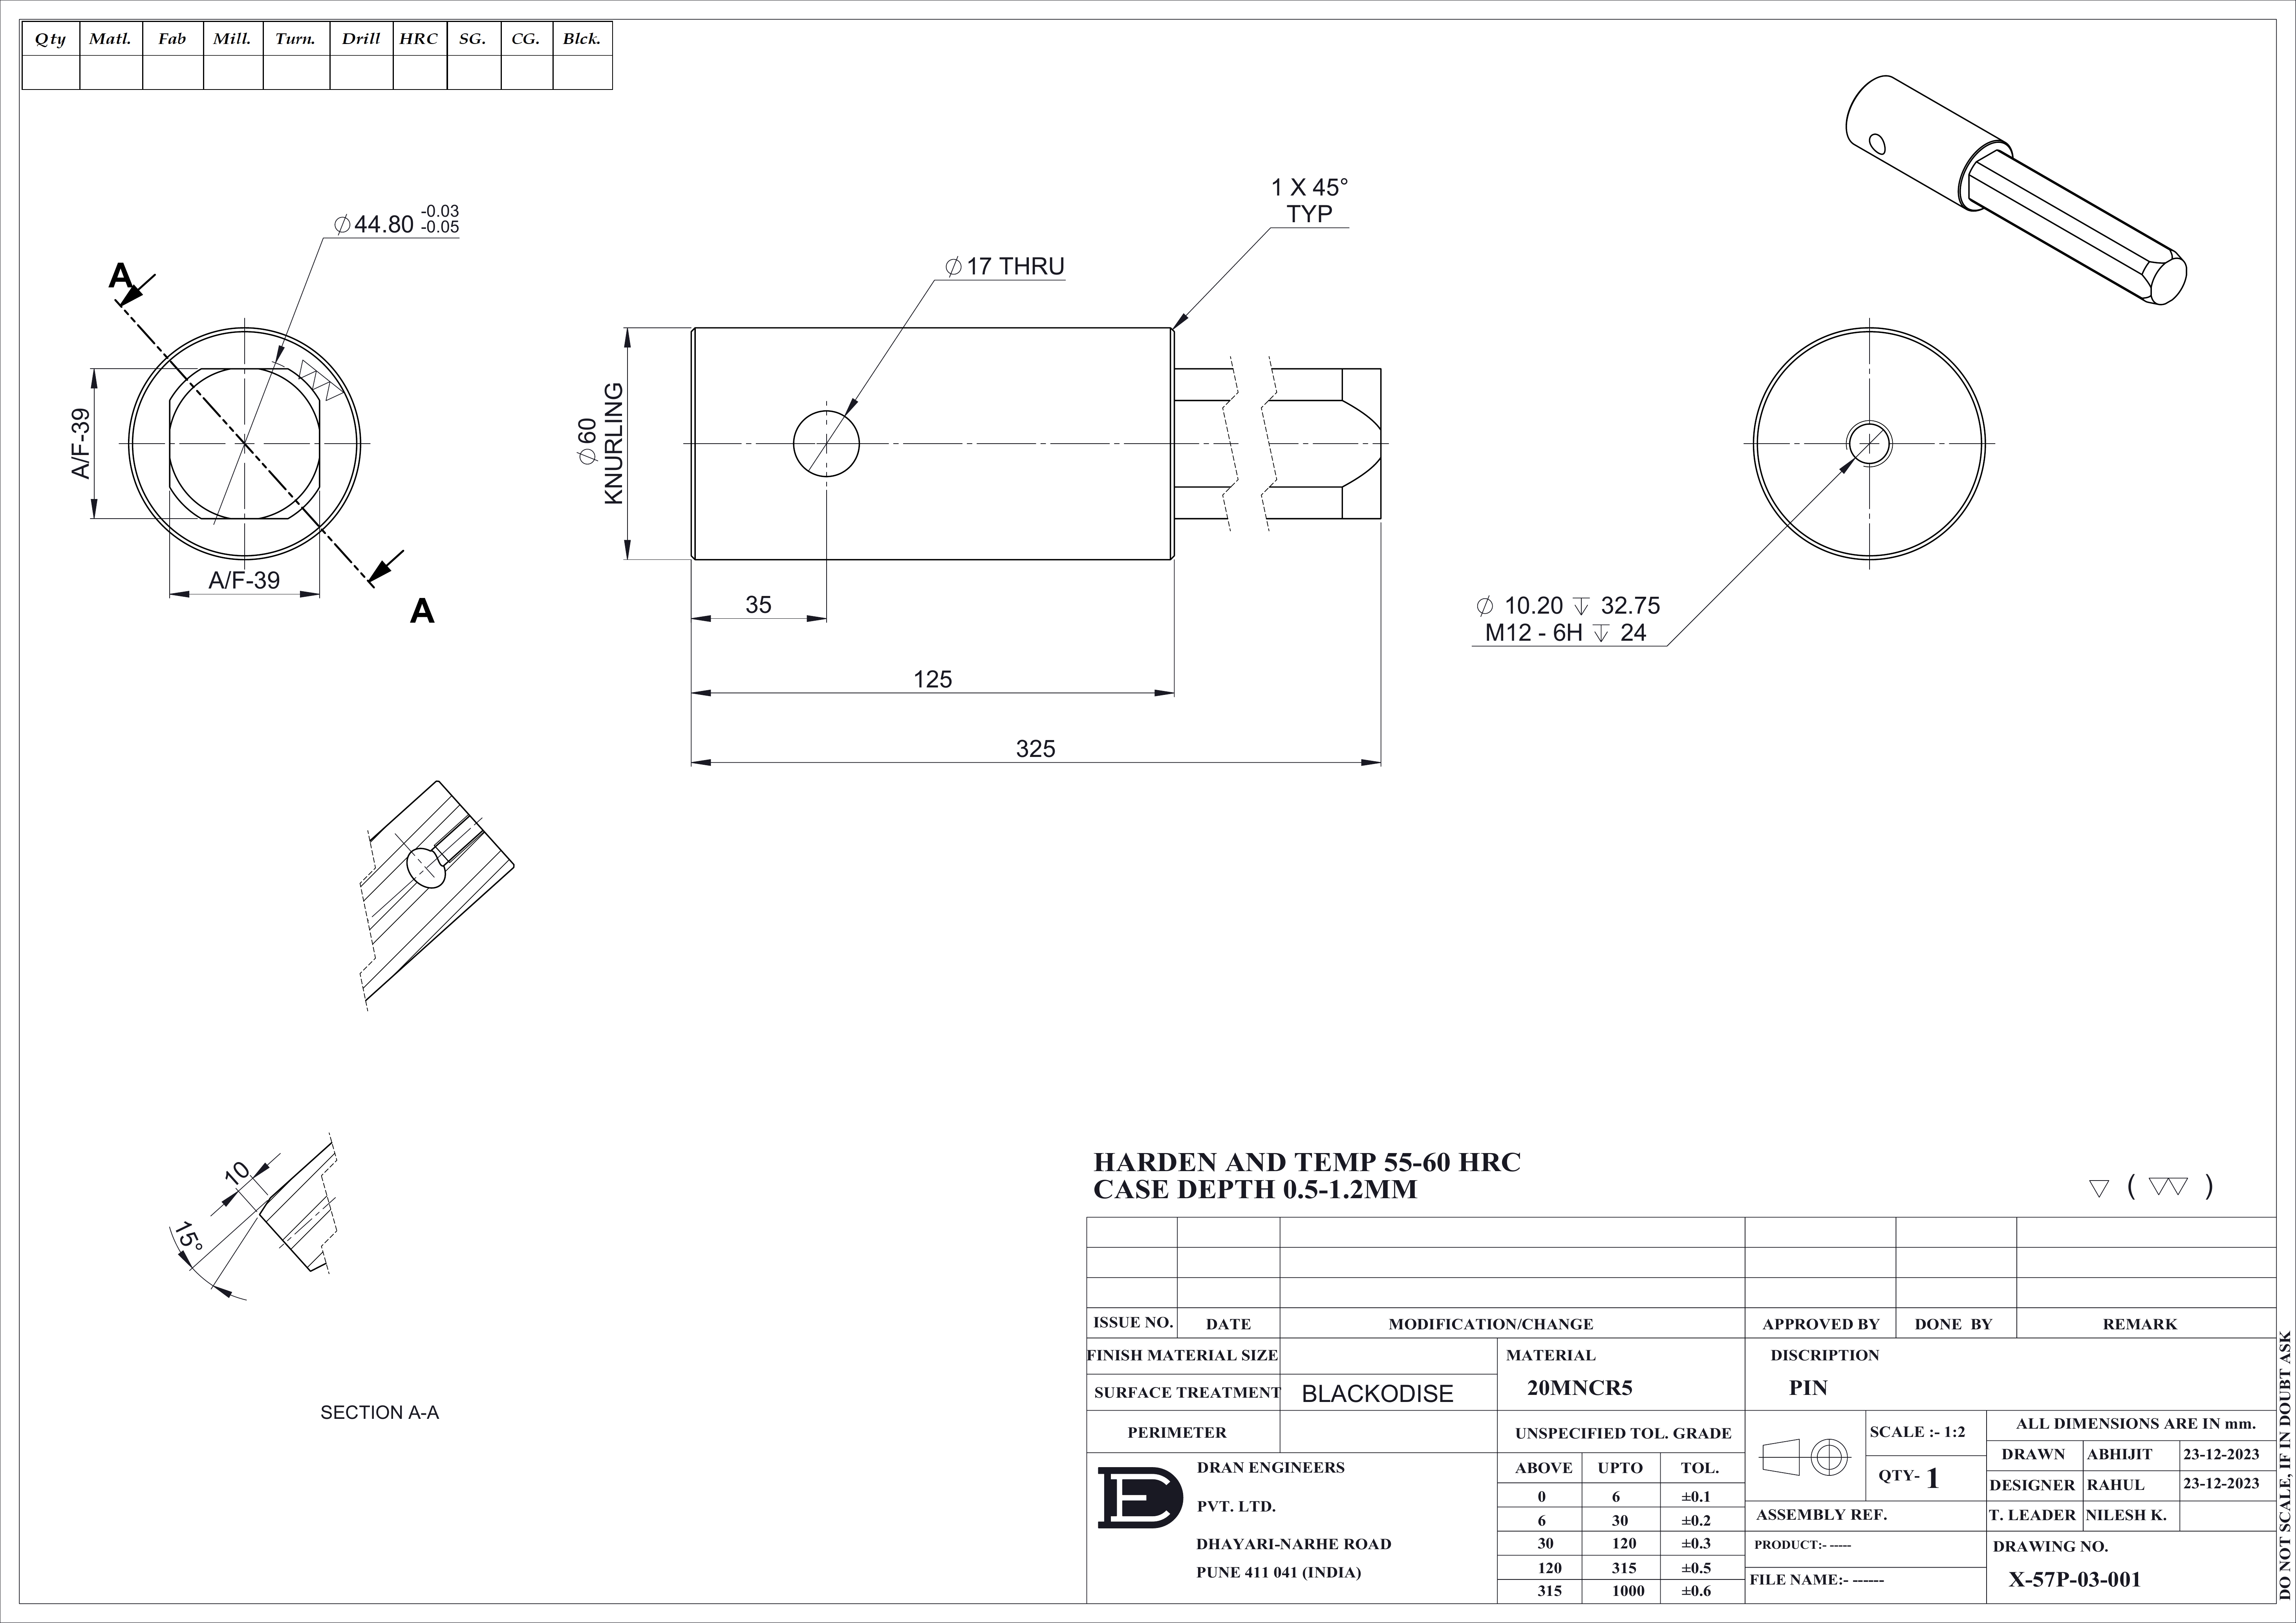 Qty Matl. Fab Mill. Turn. Drill HRC SG. CG. Blck.
⌀44.80 -0.03
-0.05
A
A
A/F-39
A/F-39
⌀17 THRU
1 X 45°
TYP
⌀60
KNURLING
35
125
325
⌀ 10.20 ↧ 32.75
M12 - 6H ↧ 24
10
15°
SECTION A-A
HARDEN AND TEMP 55-60 HRC
CASE DEPTH 0.5-1.2MM
( )
ISSUE NO. DATE MODIFICATION/CHANGE APPROVED BY DONE BY REMARK
FINISH MATERIAL SIZE
SURFACE TREATMENT BLACKODISE
PERIMETER
MATERIAL
20MNCR5
DISCRIPTION
PIN
DRAN ENGINEERS
PVT. LTD.
DHAYARI-NARHE ROAD
PUNE 411 041 (INDIA)
UNSPECIFIED TOL. GRADE
ABOVE UPTO TOL.
0 6 ±0.1
6 30 ±0.2
30 120 ±0.3
120 315 ±0.5
315 1000 ±0.6
SCALE :- 1:2
QTY- 1
ASSEMBLY REF.
PRODUCT:- -----
FILE NAME:- ------
ALL DIMENSIONS ARE IN mm.
DRAWN ABHIJIT 23-12-2023
DESIGNER RAHUL 23-12-2023
T. LEADER NILESH K.
DRAWING NO.
X-57P-03-001
DO NOT SCALE, IF IN DOUBT ASK